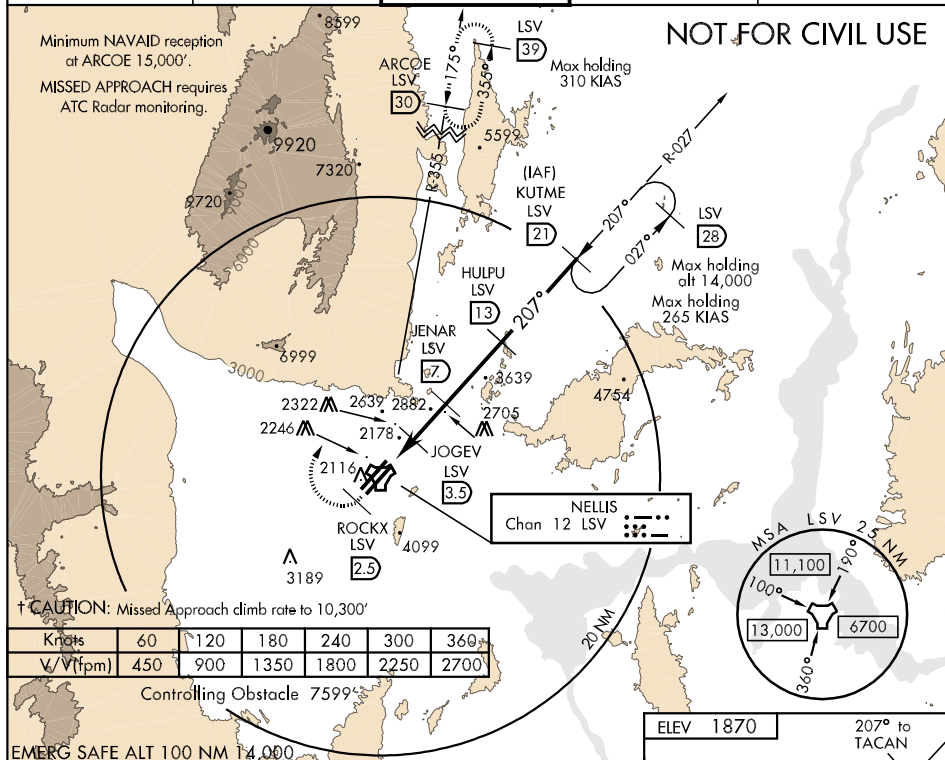 NOT FOR CIVIL USE
Minimum NAVAID reception
at ARCOE 15,000'.
MISSED APPROACH requires
ATC Radar monitoring.
8599
9920
9720
7320
9000
6000
3000
6999
ARCOE
LSV
30
175°
355°
LSV
39
Max holding
310 KIAS
5599
R-355
R-027
(IAF)
KUTME
LSV
21
207°
027°
LSV
28
Max holding
alt 14,000
Max holding
265 KIAS
HULPU
LSV
13
207°
JENAR
LSV
7
3639
4754
2322
2639
2882
2705
2246
2178
JOGEV
LSV
3.5
2116
ROCKX
LSV
2.5
4099
3189
NELLIS
Chan 12 LSV
20 NM
MSA LSV 25 NM
11,100
190°
100°
13,000
6700
360°
† CAUTION: Missed Approach climb rate to 10,300'
Knots 60 120 180 240 300 360
V/V(fpm) 450 900 1350 1800 2250 2700
Controlling Obstacle 7599'
EMERG SAFE ALT 100 NM 14,000
ELEV 1870
207° to
TACAN